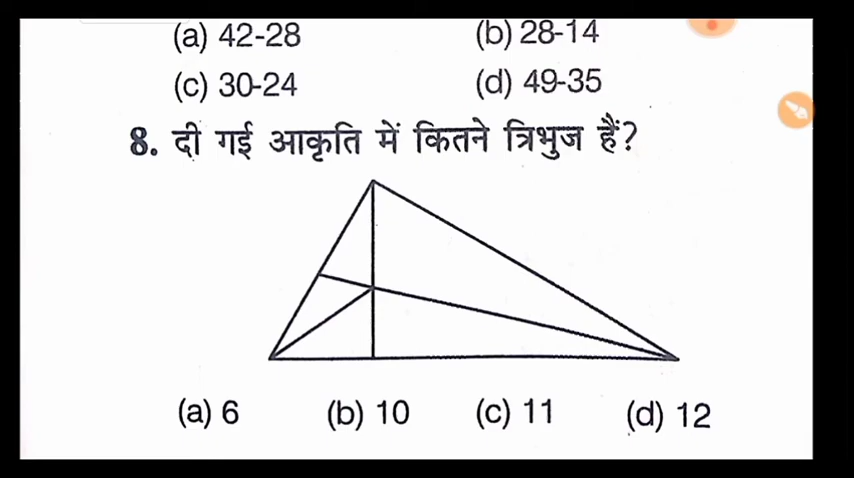 (a) 42-28 (b) 28-14
(c) 30-24 (d) 49-35
8. दी गई आकृति में कितने त्रिभुज हैं?
(a) 6 (b) 10 (c) 11 (d) 12